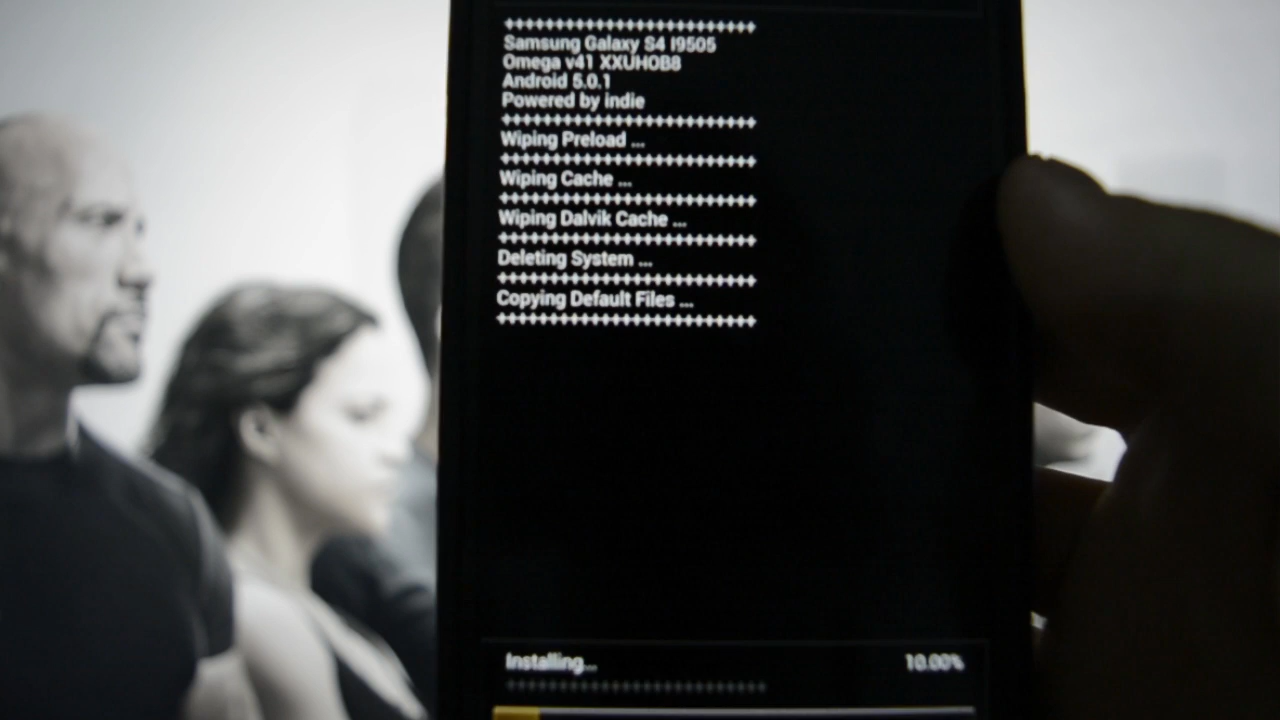 ++++++++++++++++++++++++
Samsung Galaxy S4 I9505
Omega v41 XXUHOB8
Android 5.0.1
Powered by indie
++++++++++++++++++++++++
Wiping Preload ...
++++++++++++++++++++++++
Wiping Cache ...
++++++++++++++++++++++++
Wiping Dalvik Cache ...
++++++++++++++++++++++++
Deleting System ...
++++++++++++++++++++++++
Copying Default Files ...
++++++++++++++++++++++++
Installing... 10.00%
++++++++++++++++++++++++